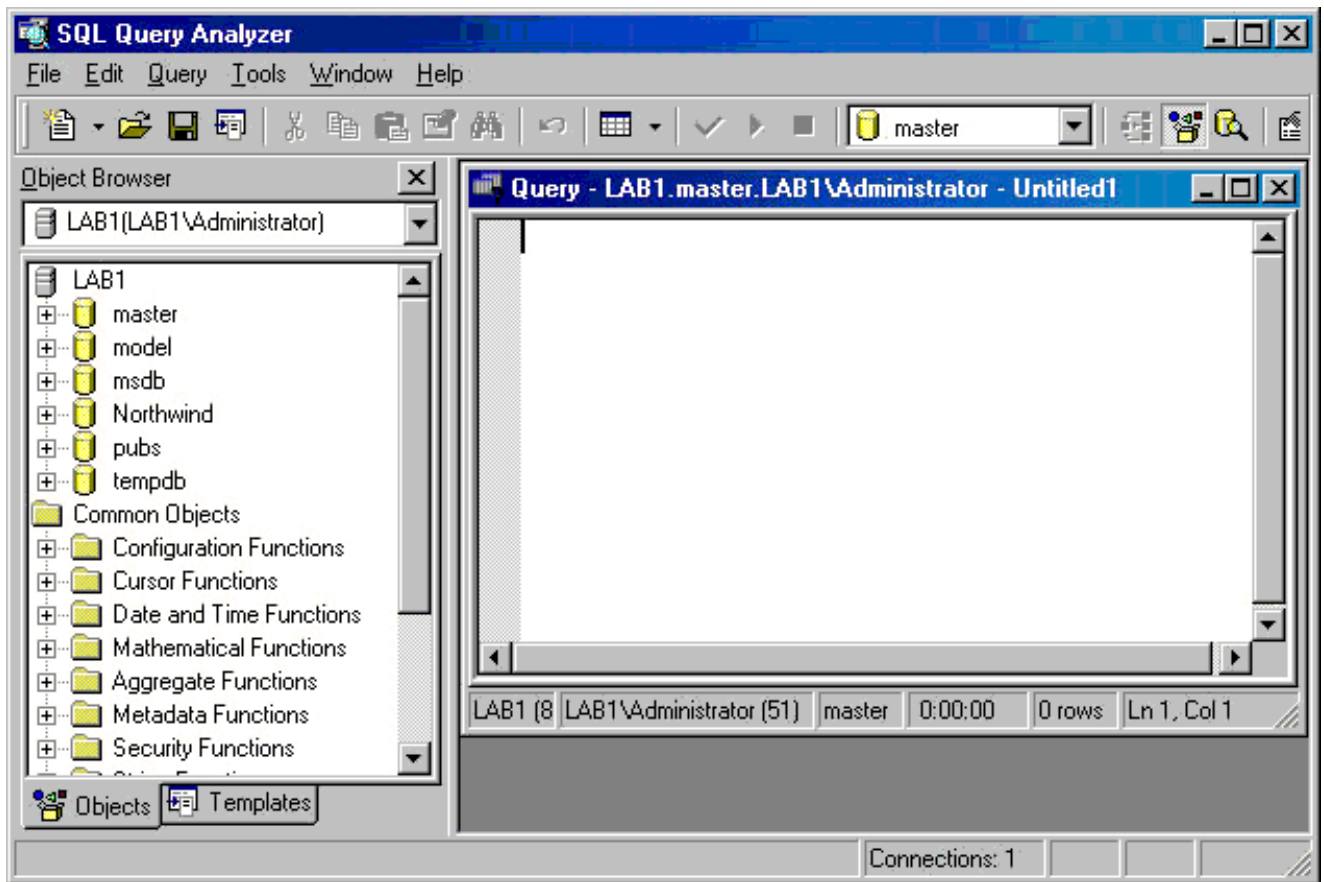 SQL Query Analyzer
File Edit Query Tools Window Help
master
Object Browser
LAB1(LAB1\Administrator)
LAB1
master
model
msdb
Northwind
pubs
tempdb
Common Objects
Configuration Functions
Cursor Functions
Date and Time Functions
Mathematical Functions
Aggregate Functions
Metadata Functions
Security Functions
Objects Templates
Query - LAB1.master.LAB1\Administrator - Untitled1
LAB1 (8 LAB1\Administrator (51) master 0:00:00 0 rows Ln 1, Col 1
Connections: 1